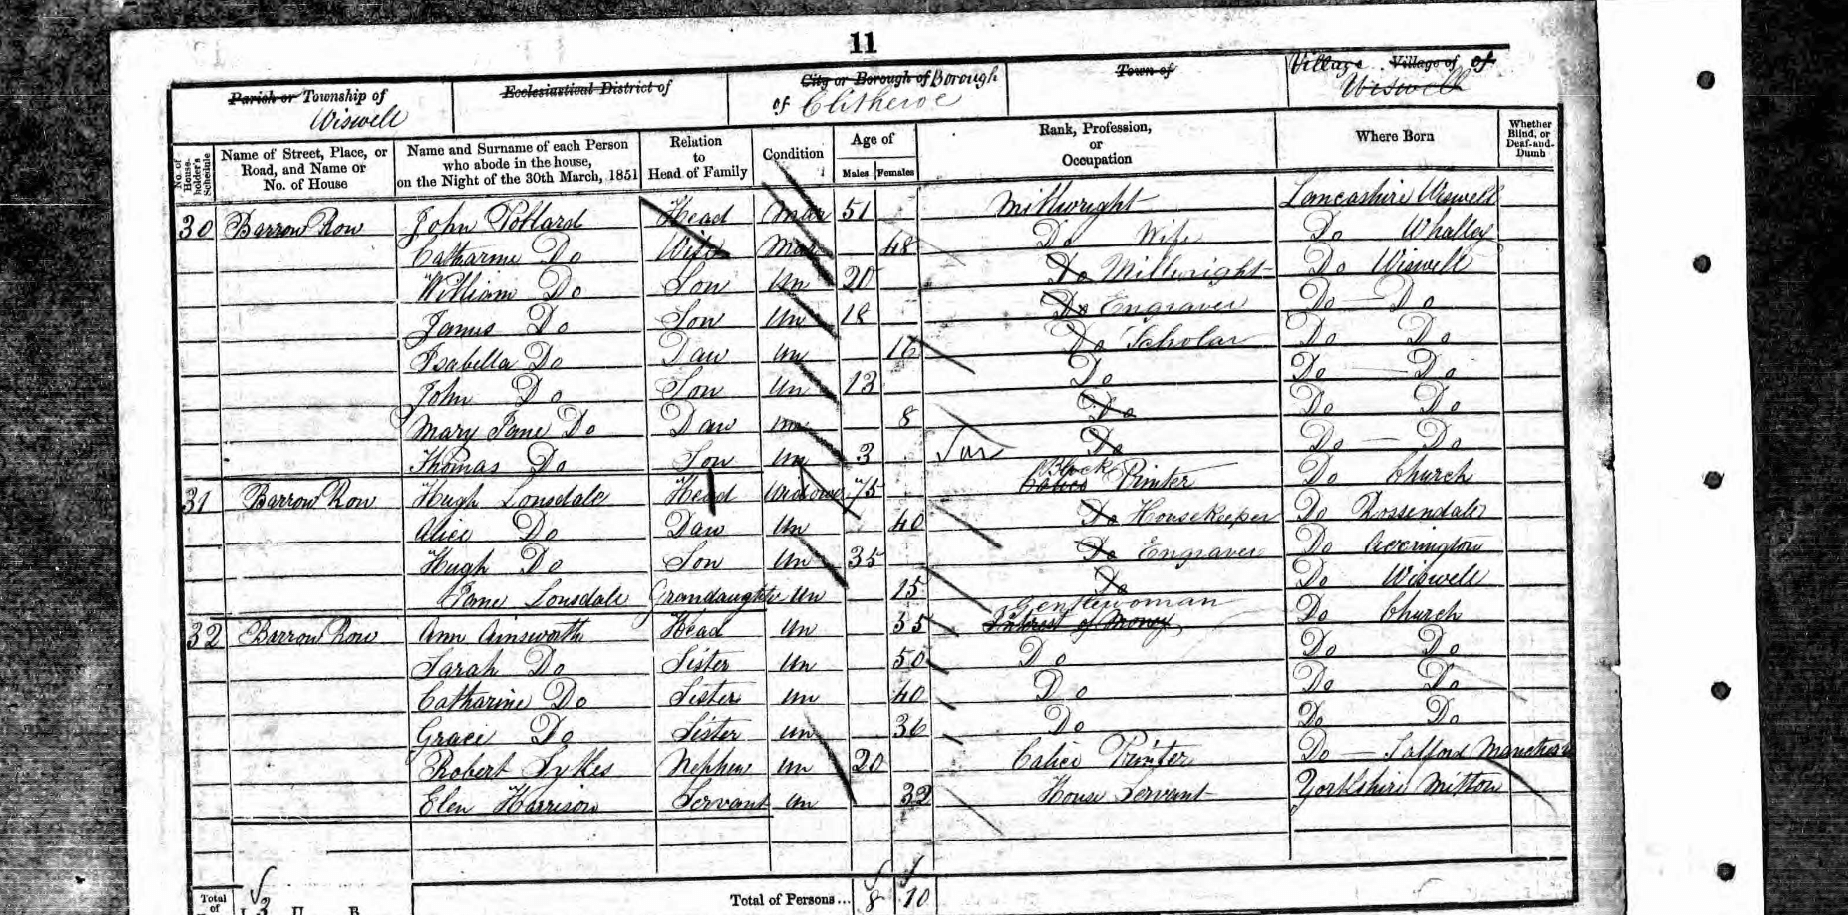 11
Parish or Township of Ecclesiastical District of City or Borough of Borough Town of Village Village of of
Wiswell of Clitheroe Wiswell
No. of House-holder's Schedule Name of Street, Place, or Road, and Name or No. of House Name and Surname of each Person who abode in the house, on the Night of the 30th March, 1851 Relation to Head of Family Condition Age of Males Females Rank, Profession, or Occupation Where Born Whether Blind, or Deaf-and-Dumb
30 Barrow Row John Pollard Head Mar 51 Millwright Lancashire Wiswell
Catharine Do Wife Mar 48 Do Wife Do Whalley
William Do Son Un 20 Do Millwright Do Wiswell
James Do Son Un 18 Do Engraver Do Do
Isabella Do Daw Un 16 Do Scholar Do Do
John Do Son Un 13 Do Do Do
Mary Jane Do Daw Un 8 Do Do Do
Thomas Do Son Un 3 Do Do Do
31 Barrow Row Hugh Lonsdale Head Widower 75 Calico Block Printer Do Church
Alice Do Daw Un 40 Do Housekeeper Do Rossendale
Hugh Do Son Un 35 Do Engraver Do Accrington
Jane Lonsdale Grandaughter Un 15 Do Do Wiswell
32 Barrow Row Ann Ainsworth Head Un 55 Gentlewoman Interest of Money Do Church
Sarah Do Sister Un 50 Do Do Do
Catharine Do Sister Un 40 Do Do Do
Grace Do Sister Un 36 Do Do Do
Robert Sykes Nephew Un 20 Calico Printer Do Salford Manchester
Elen Harrison Servant Un 32 House Servant Yorkshire Mitton
Total of 3 U B Total of Persons... 8 10